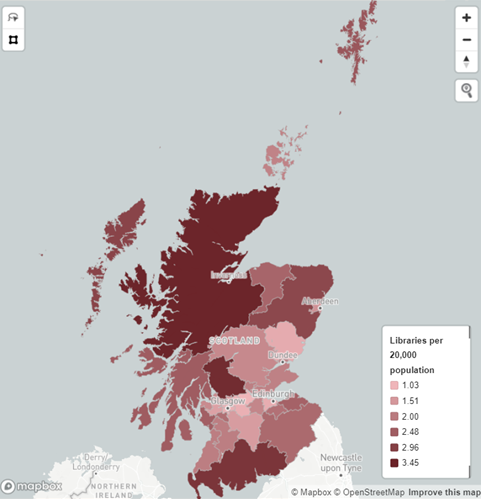 Inverness
Aberdeen
SCOTLAND
Dundee
Edinburgh
Glasgow
Derry/
Londonderry
NORTHERN
IRELAND
Newcastle
upon Tyne
Libraries per
20,000
population
1.03
1.51
2.00
2.48
2.96
3.45
mapbox
© Mapbox © OpenStreetMap Improve this map